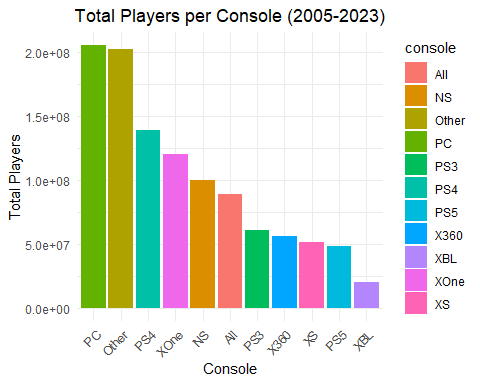 Total Players per Console (2005-2023)
Total Players
2.0e+08
1.5e+08
1.0e+08
5.0e+07
0.0e+00
PC
Other
PS4
XOne
NS
All
PS3
X360
XS
PS5
XBL
Console
console
All
NS
Other
PC
PS3
PS4
PS5
X360
XBL
XOne
XS